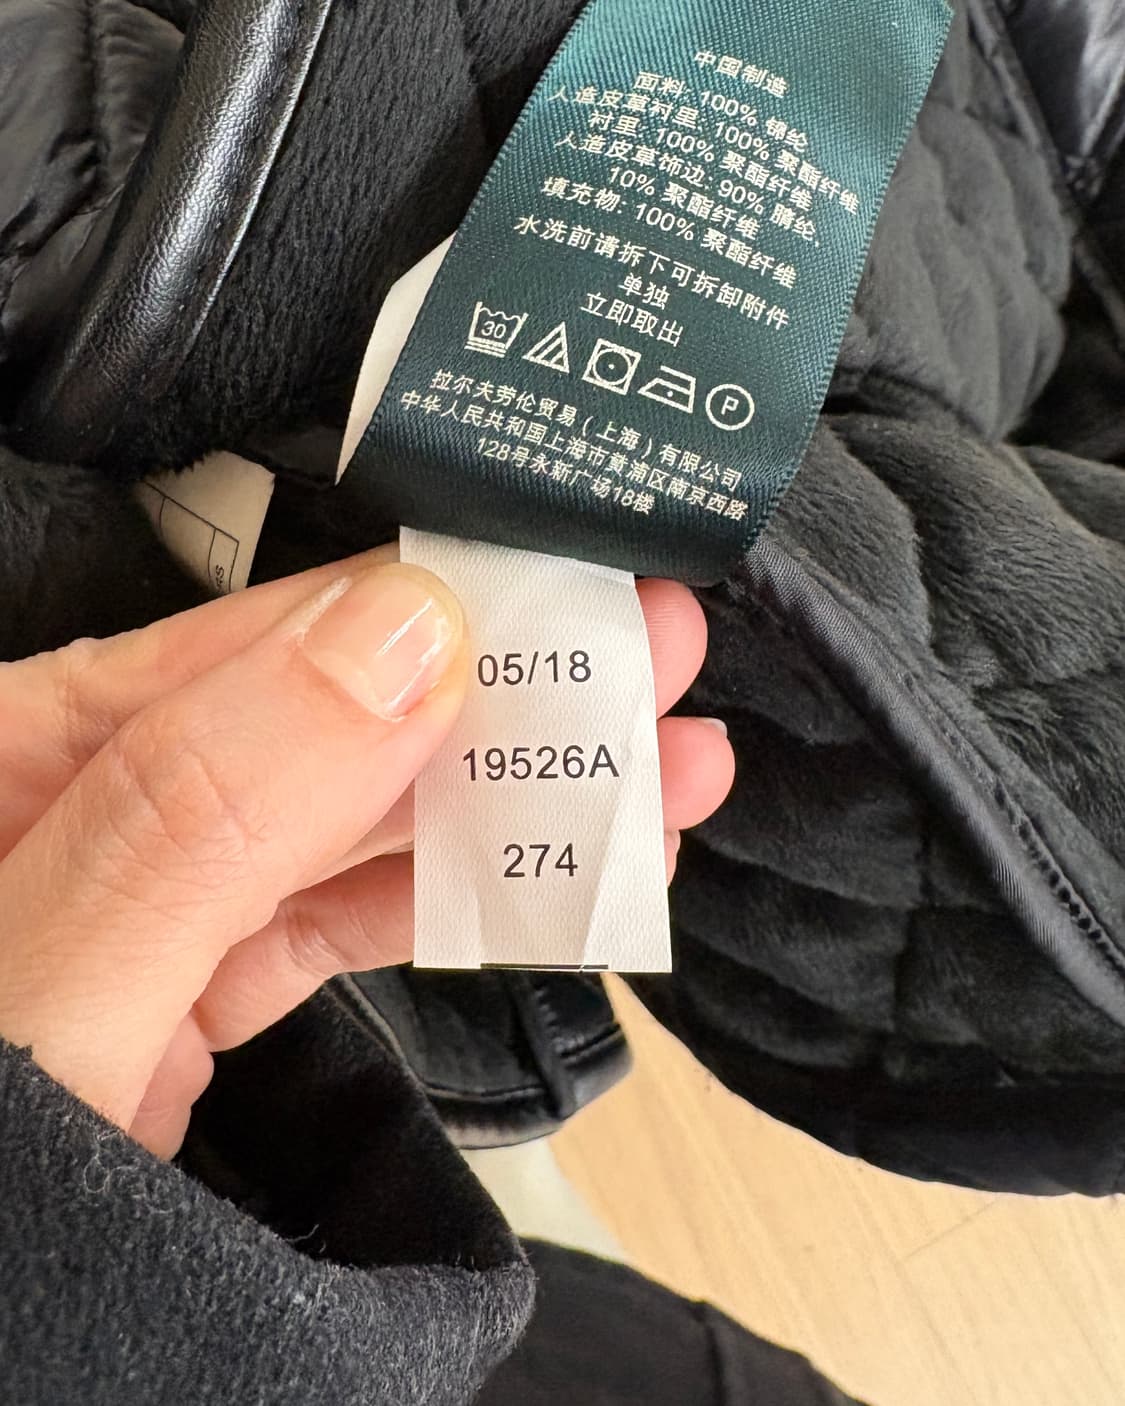 中国制造
面料: 100% 锦纶
人造皮草衬里: 100% 聚酯纤维
衬里: 100% 聚酯纤维
人造皮草饰边: 90% 腈纶,
10% 聚酯纤维
填充物: 100% 聚酯纤维
水洗前请拆下可拆卸附件
单独
立即取出
30
P
拉尔夫劳伦贸易(上海)有限公司
中华人民共和国上海市黄浦区南京西路
128号永新广场18楼
05/18
19526A
274